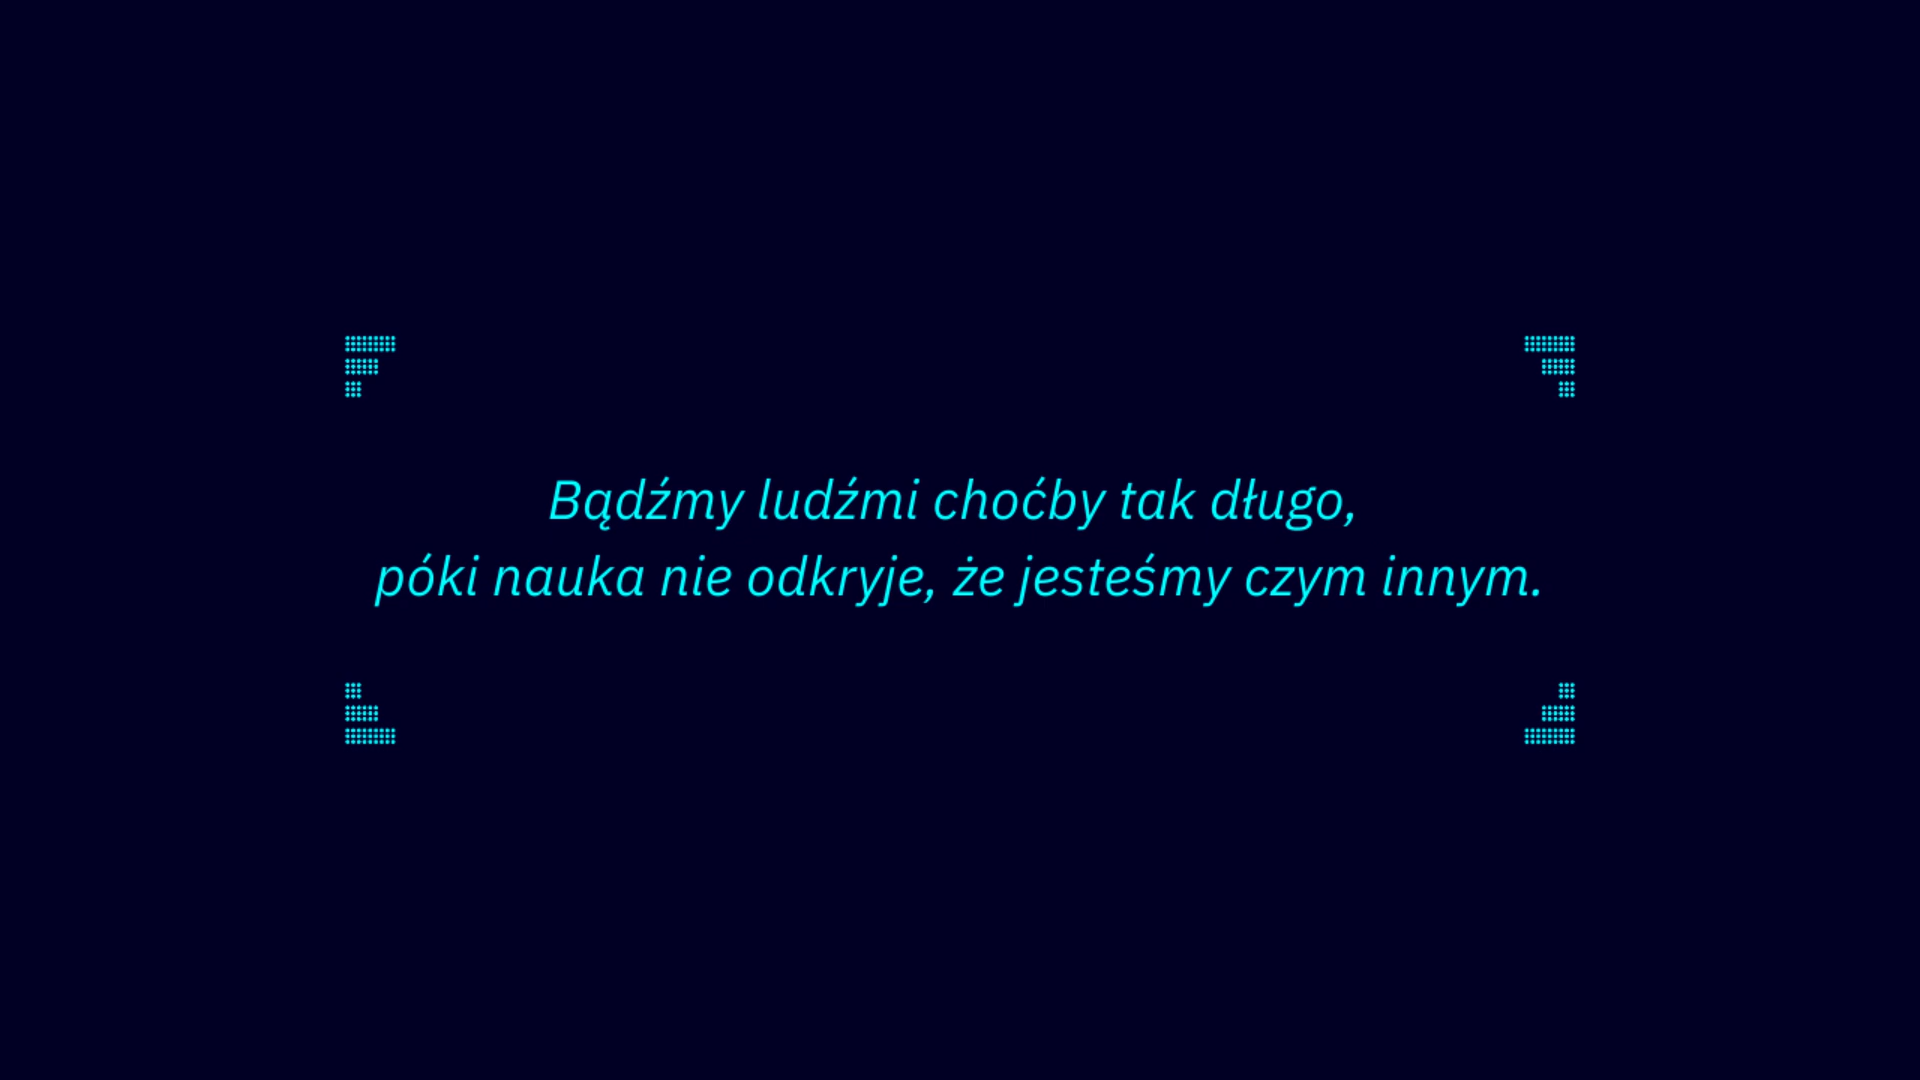 Bądźmy ludźmi choćby tak długo,
póki nauka nie odkryje, że jesteśmy czym innym.